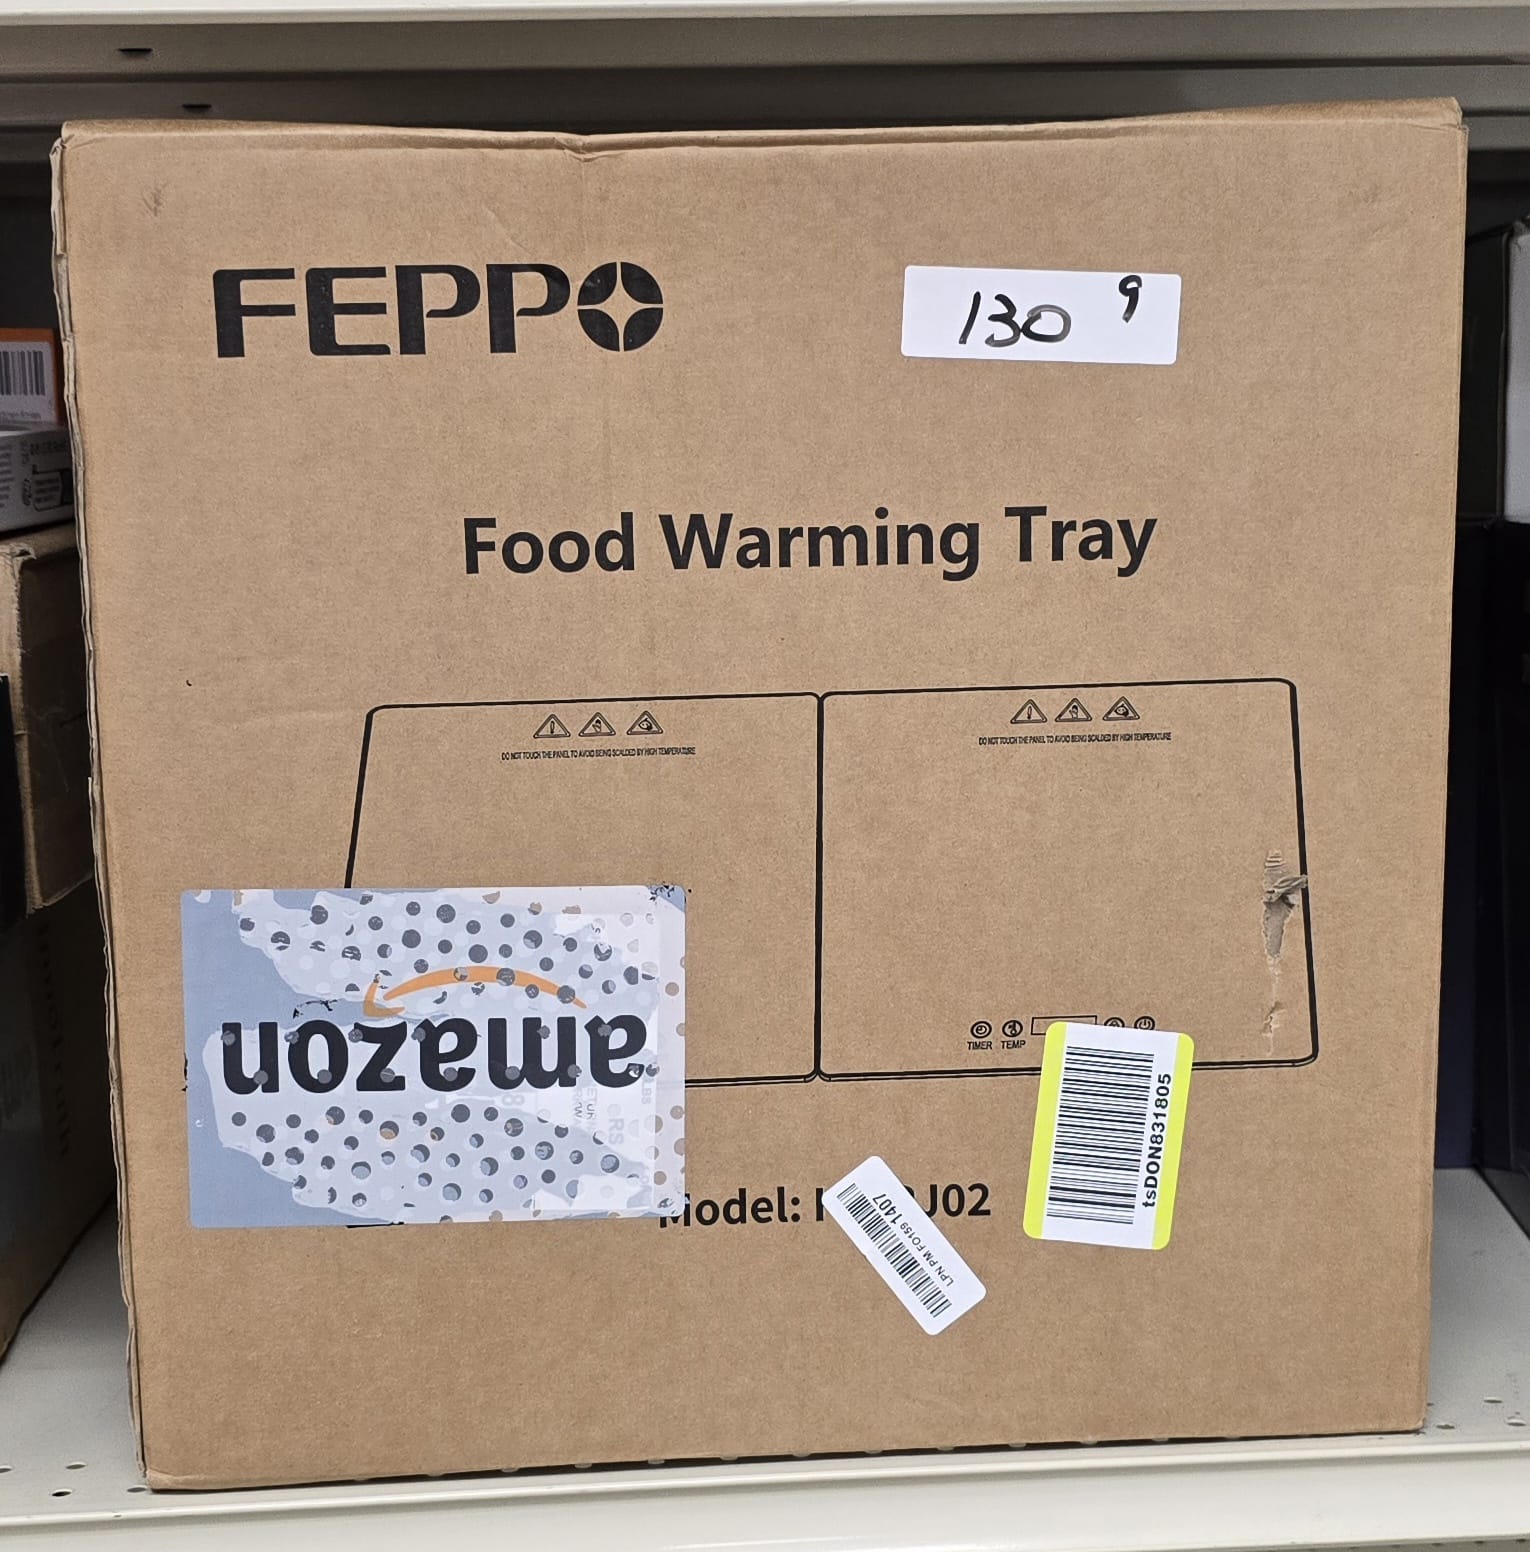 FEPPO
130 9
Food Warming Tray
DO NOT TOUCH THE PANEL TO AVOID BEING SCALDED BY HIGH TEMPERATURE
DO NOT TOUCH THE PANEL TO AVOID BEING SCALDED BY HIGH TEMPERATURE
amazon
TIMER TEMP
tsDON831805
Model: J02
LPN PM FO159 1407